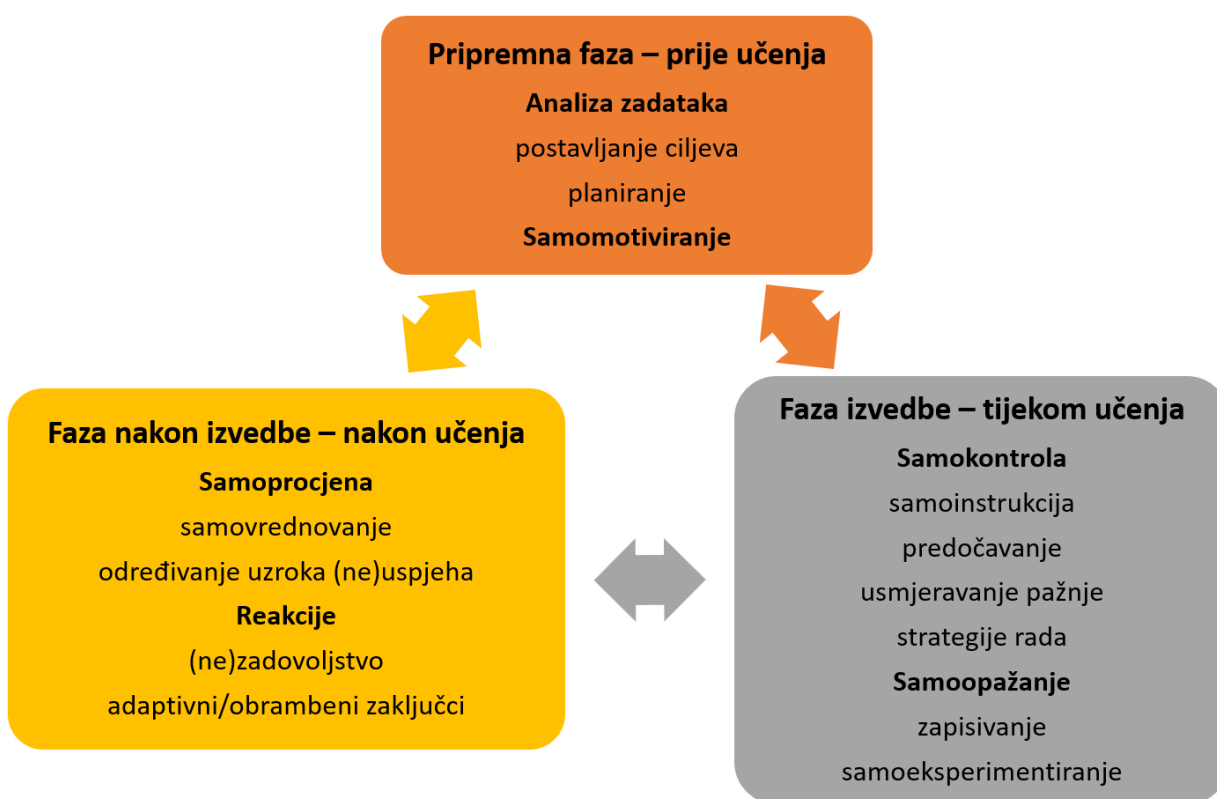 Pripremna faza – prije učenja
Analiza zadataka
postavljanje ciljeva
planiranje
Samomotiviranje
Faza nakon izvedbe – nakon učenja
Samoprocjena
samovrednovanje
određivanje uzroka (ne)uspjeha
Reakcije
(ne)zadovoljstvo
adaptivni/obrambeni zaključci
Faza izvedbe – tijekom učenja
Samokontrola
samoinstrukcija
predočavanje
usmjeravanje pažnje
strategije rada
Samoopažanje
zapisivanje
samoeksperimentiranje